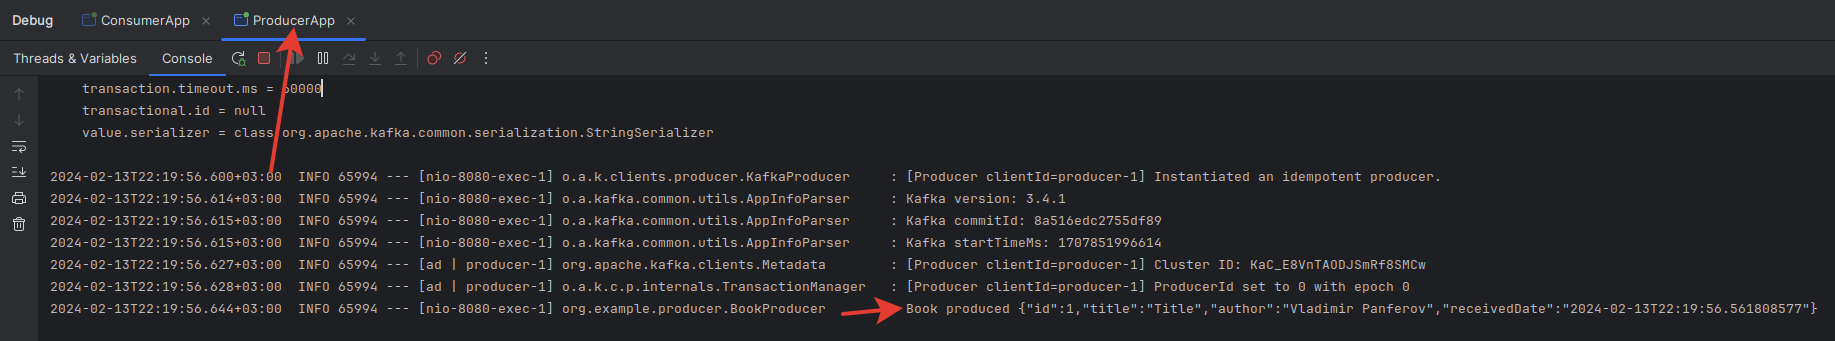 Debug ConsumerApp ProducerApp
Threads & Variables Console
transaction.timeout.ms = 60000
transactional.id = null
value.serializer = class org.apache.kafka.common.serialization.StringSerializer
2024-02-13T22:19:56.600+03:00  INFO 65994 --- [nio-8080-exec-1] o.a.k.clients.producer.KafkaProducer     : [Producer clientId=producer-1] Instantiated an idempotent producer.
2024-02-13T22:19:56.614+03:00  INFO 65994 --- [nio-8080-exec-1] o.a.kafka.common.utils.AppInfoParser     : Kafka version: 3.4.1
2024-02-13T22:19:56.615+03:00  INFO 65994 --- [nio-8080-exec-1] o.a.kafka.common.utils.AppInfoParser     : Kafka commitId: 8a516edc2755df89
2024-02-13T22:19:56.615+03:00  INFO 65994 --- [nio-8080-exec-1] o.a.kafka.common.utils.AppInfoParser     : Kafka startTimeMs: 1707851996614
2024-02-13T22:19:56.627+03:00  INFO 65994 --- [ad | producer-1] org.apache.kafka.clients.Metadata        : [Producer clientId=producer-1] Cluster ID: KaC_E8VnTAODJSmRf8SMCw
2024-02-13T22:19:56.628+03:00  INFO 65994 --- [ad | producer-1] o.a.k.c.p.internals.TransactionManager   : [Producer clientId=producer-1] ProducerId set to 0 with epoch 0
2024-02-13T22:19:56.644+03:00  INFO 65994 --- [nio-8080-exec-1] org.example.producer.BookProducer        Book produced {"id":1,"title":"Title","author":"Vladimir Panferov","receivedDate":"2024-02-13T22:19:56.561808577"}